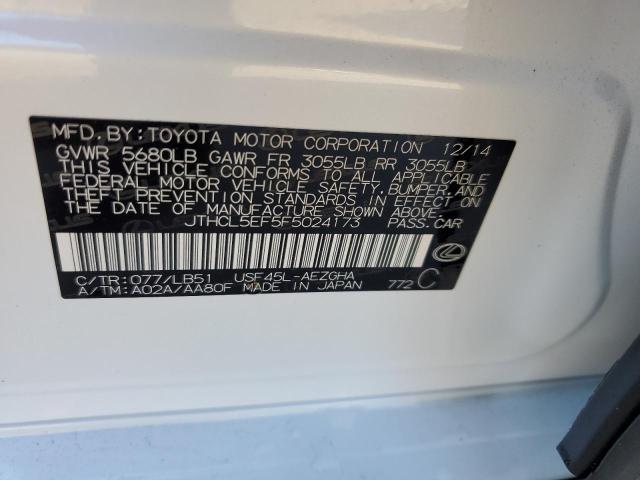 MFD. BY: TOYOTA MOTOR CORPORATION 12/14
GVWR 5680LB GAWR FR 3055LB RR 3055LB
THIS VEHICLE CONFORMS TO ALL APPLICABLE
FEDERAL MOTOR VEHICLE SAFETY, BUMPER, AND
THEFT PREVENTION STANDARDS IN EFFECT ON
THE DATE OF MANUFACTURE SHOWN ABOVE.
JTHCL5EF5F5024173 PASS.CAR
C/TR: 077/LB51 USF45L-AEZGHA
A/TM: A02A/AA80F MADE IN JAPAN 772 C